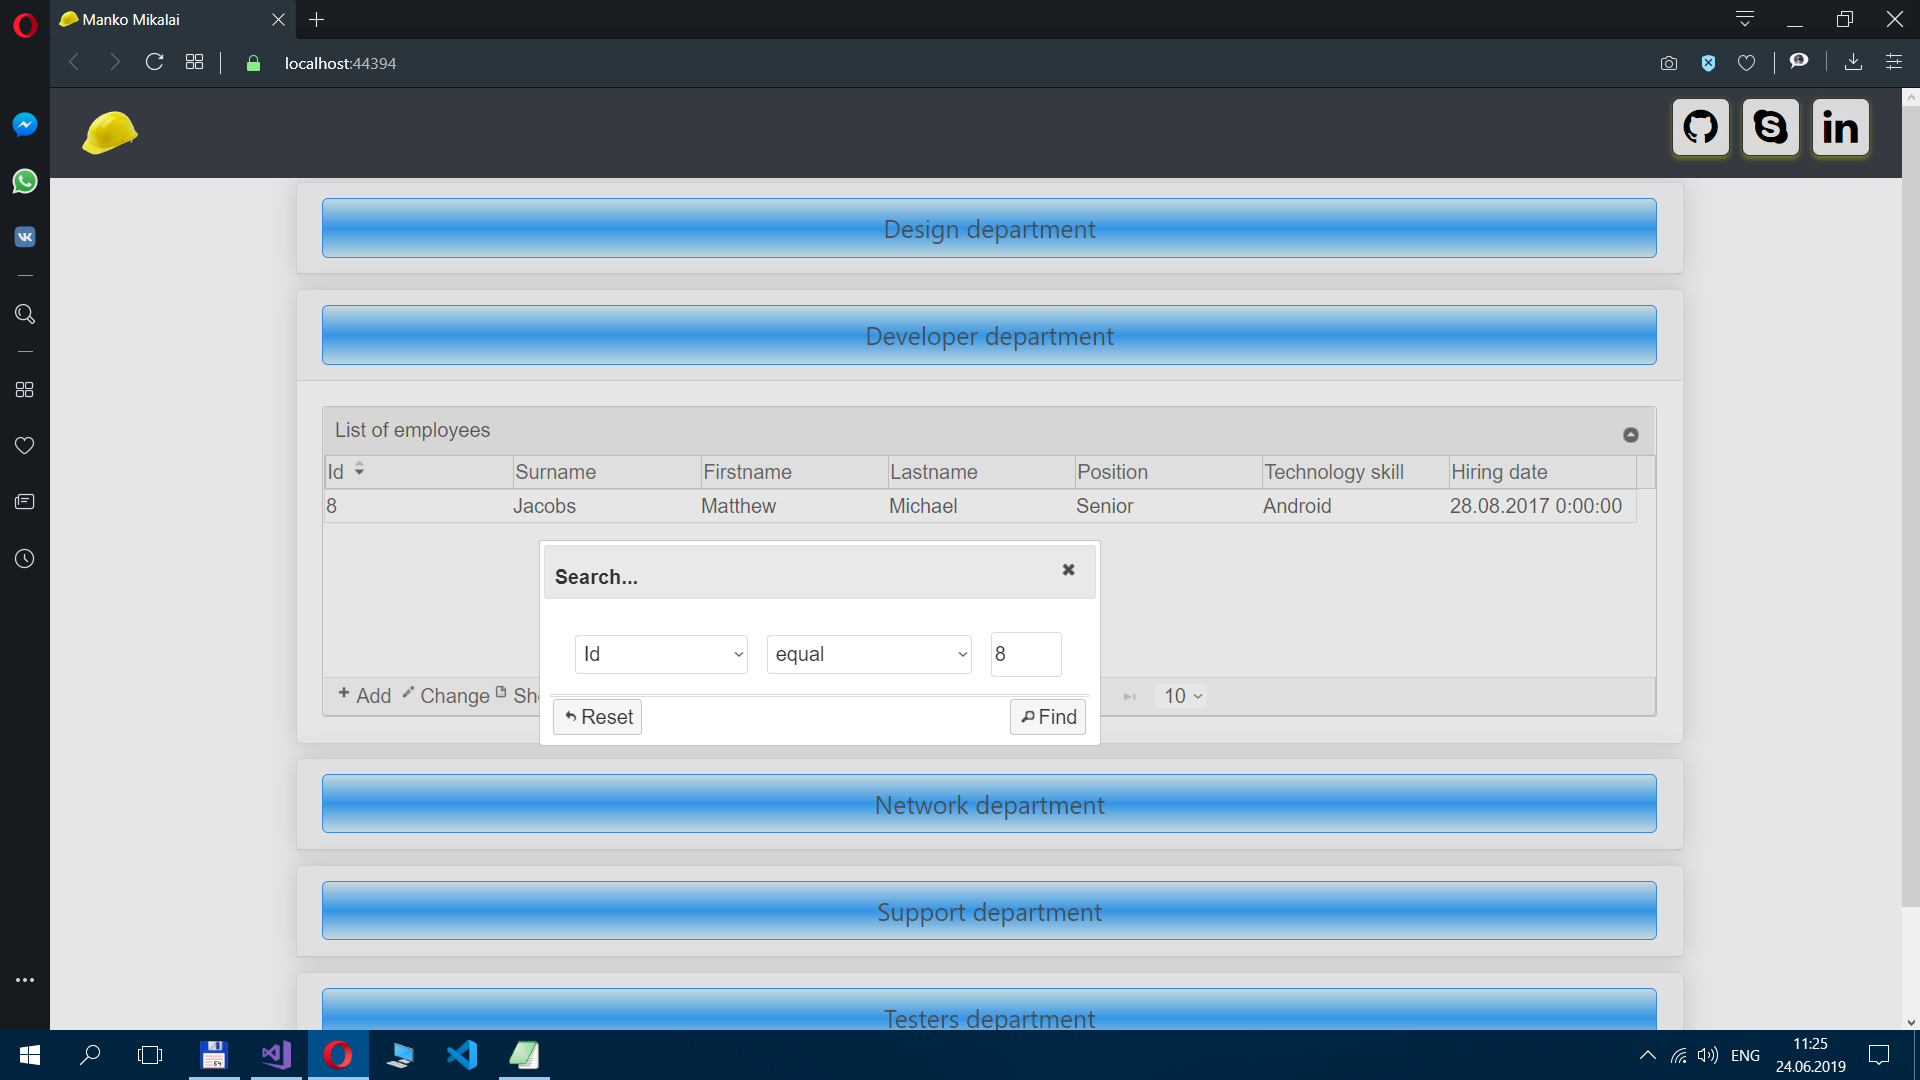 Manko Mikalai
localhost:44394
Design department
Developer department
List of employees
Id Surname Firstname Lastname Position Technology skill Hiring date
8 Jacobs Matthew Michael Senior Android 28.08.2017 0:00:00
Search...
Id equal 8
Add Change 10
Reset Find
Network department
Support department
Testers department
ENG
11:25
24.06.2019